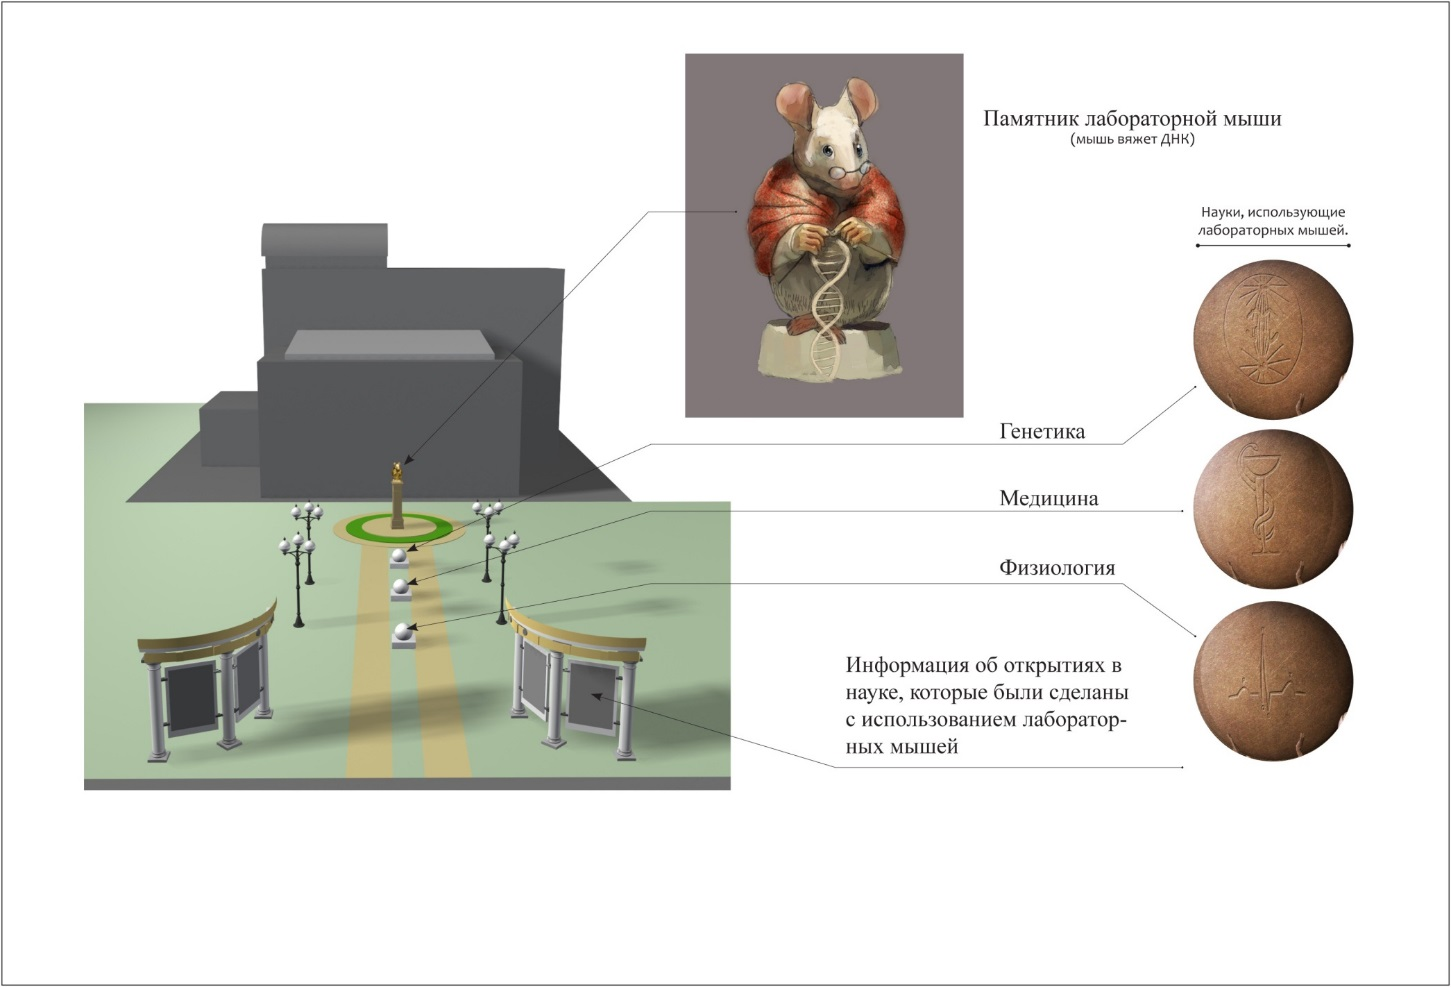 Памятник лабораторной мыши
(мышь вяжет ДНК)
Науки, использующие
лабораторных мышей.
Генетика
Медицина
Физиология
Информация об открытиях в
науке, которые были сделаны
с использованием лаборатор-
ных мышей